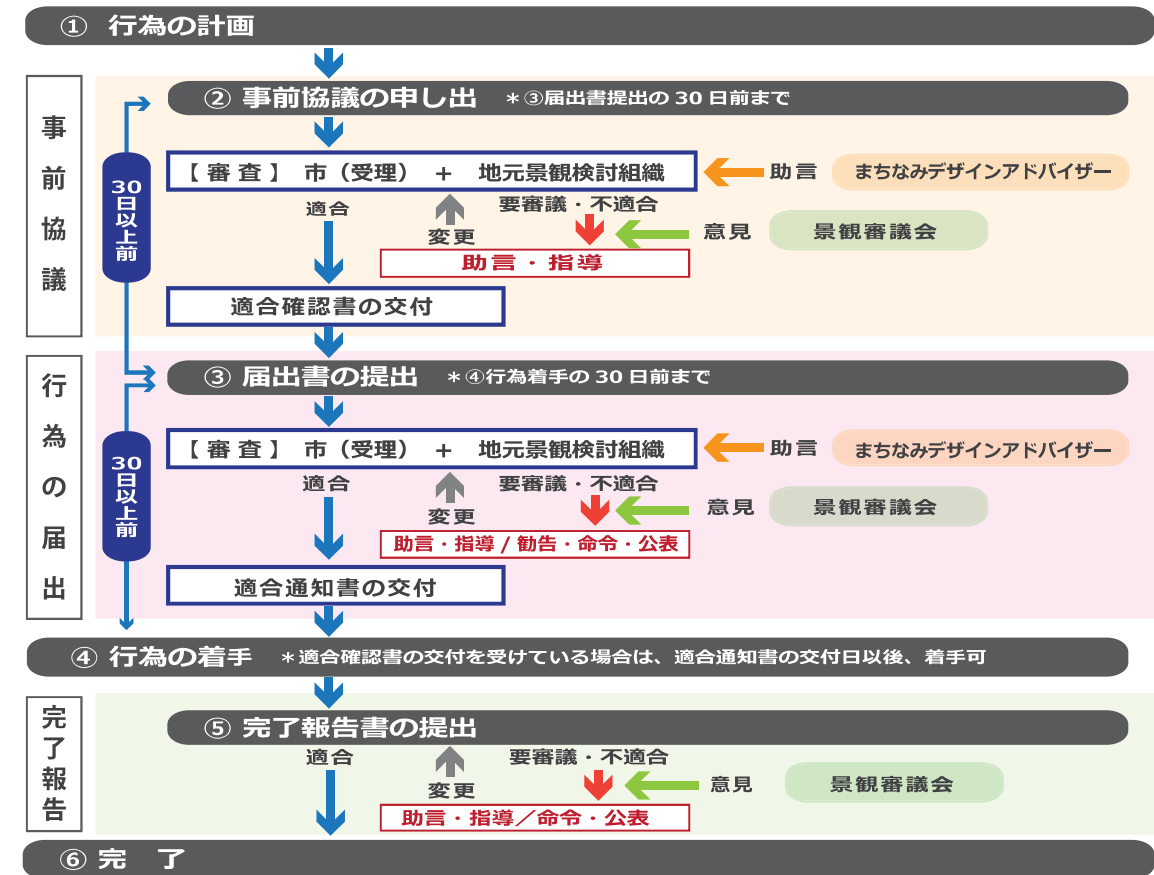 ① 行為の計画
事前協議
② 事前協議の申し出 ＊③届出書提出の 30 日前まで
30日以上前
【 審 査 】 市（受理） + 地元景観検討組織
助言
まちなみデザインアドバイザー
適合
変更
要審議・不適合
意見
景観審議会
助言・指導
適合確認書の交付
行為の届出
③ 届出書の提出 ＊④行為着手の 30 日前まで
30日以上前
【 審 査 】 市（受理） + 地元景観検討組織
助言
まちなみデザインアドバイザー
適合
変更
要審議・不適合
意見
景観審議会
助言・指導 / 勧告・命令・公表
適合通知書の交付
④ 行為の着手 ＊適合確認書の交付を受けている場合は、適合通知書の交付日以後、着手可
完了報告
⑤ 完了報告書の提出
適合
変更
要審議・不適合
意見
景観審議会
助言・指導／命令・公表
⑥ 完 了